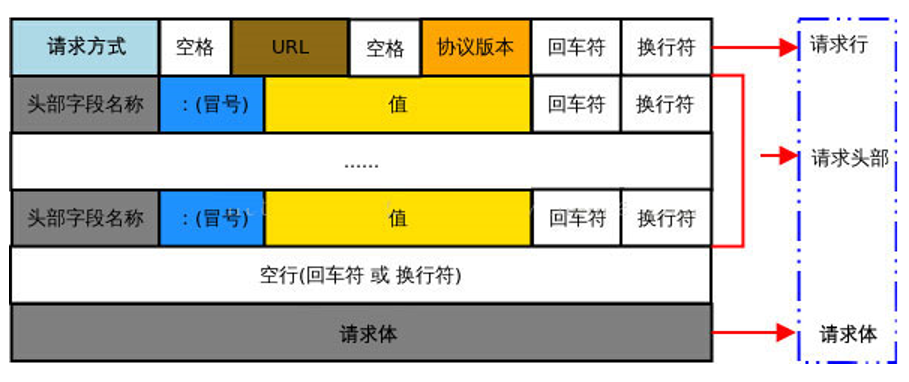 请求方式 空格 URL 空格 协议版本 回车符 换行符 请求行
头部字段名称 ：(冒号) 值 回车符 换行符
......
请求头部
头部字段名称 ：(冒号) 值 回车符 换行符
空行(回车符 或 换行符)
请求体 请求体